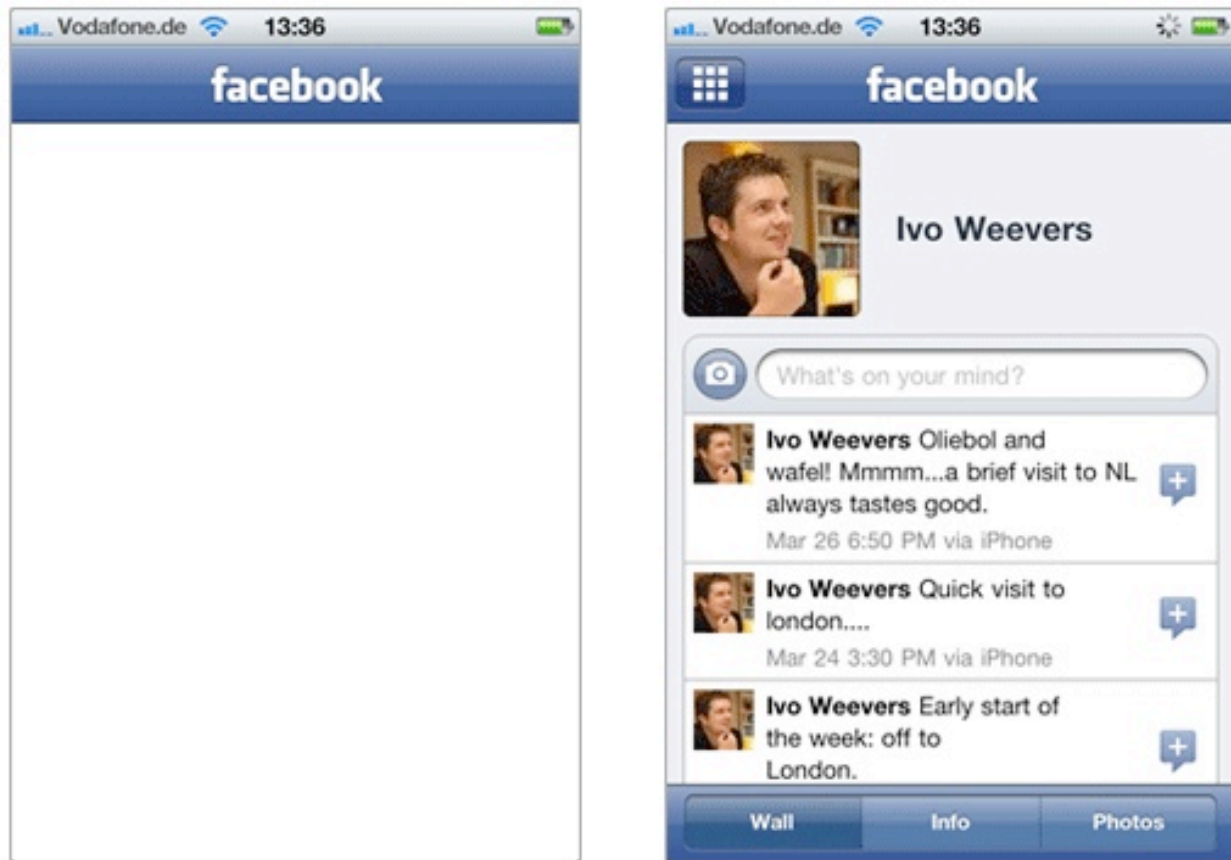 Vodafone.de 13:36
facebook
Vodafone.de 13:36
facebook
Ivo Weevers
What's on your mind?
Ivo Weevers Oliebol and
wafel! Mmmm...a brief visit to NL
always tastes good.
Mar 26 6:50 PM via iPhone
Ivo Weevers Quick visit to
london....
Mar 24 3:30 PM via iPhone
Ivo Weevers Early start of
the week: off to
London.
Wall Info Photos